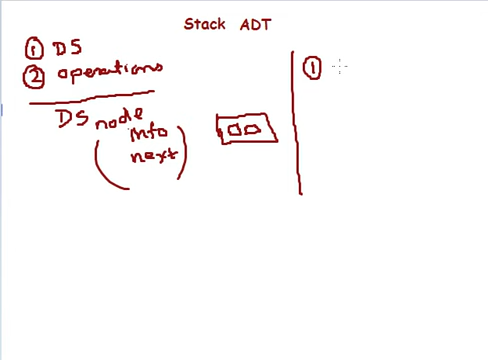 Stack ADT
① DS
② operations
DS node
info
next
①